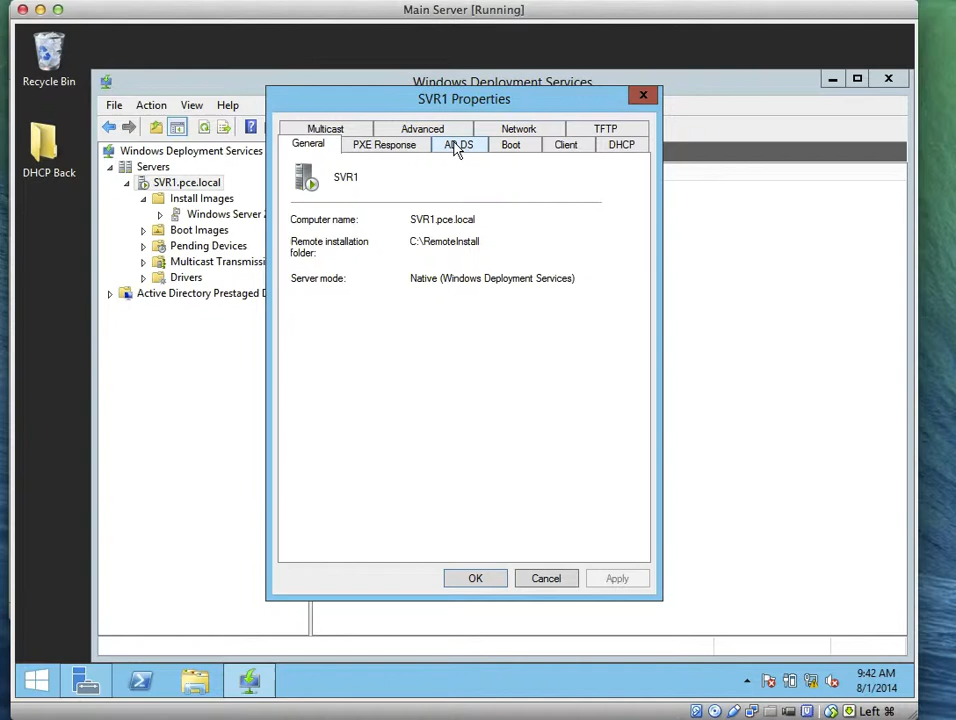 Main Server [Running]
Recycle Bin
DHCP Back
Windows Deployment Services
File Action View Help
Windows Deployment Services
Servers
SVR1.pce.local
Install Images
Windows Server
Boot Images
Pending Devices
Multicast Transmissi
Drivers
Active Directory Prestaged D
SVR1 Properties
Multicast Advanced Network TFTP
General PXE Response AD DS Boot Client DHCP
SVR1
Computer name: SVR1.pce.local
Remote installation folder: C:\RemoteInstall
Server mode: Native (Windows Deployment Services)
OK Cancel Apply
9:42 AM
8/1/2014
Left ⌘